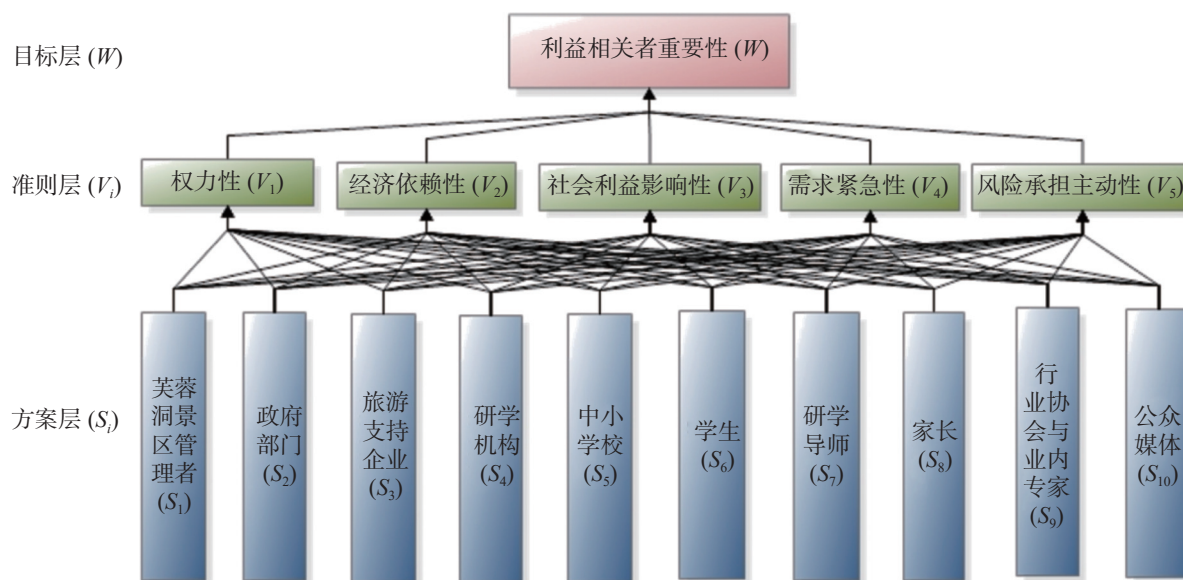 目标层 (W)
利益相关者重要性 (W)
准则层 (Vᵢ)
权力性 (V₁)
经济依赖性 (V₂)
社会利益影响性 (V₃)
需求紧急性 (V₄)
风险承担主动性 (V₅)
方案层 (Sᵢ)
芙蓉
洞景
区管
理者
(S₁)
政府
部门
(S₂)
旅游
支持
企业
(S₃)
研学
机构
(S₄)
中小
学校
(S₅)
学生
(S₆)
研学
导师
(S₇)
家长
(S₈)
行
业协
会与
业内
专家
(S₉)
公众
媒体
(S₁₀)